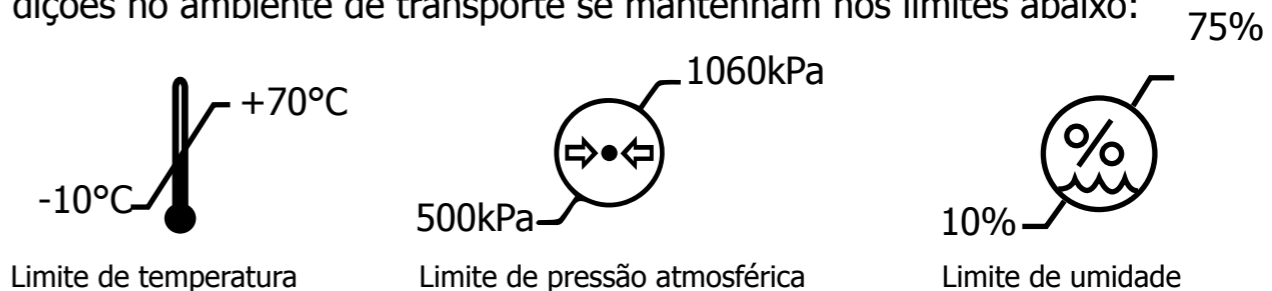 dições no ambiente de transporte se mantenham nos limites abaixo:
75%
+70°C
-10°C
1060kPa
500kPa
10%
Limite de temperatura
Limite de pressão atmosférica
Limite de umidade